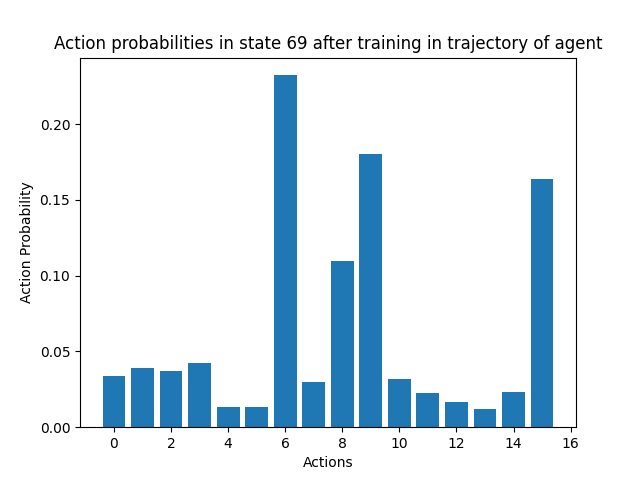 Action probabilities in state 69 after training in trajectory of agent
Action Probability
0.20
0.15
0.10
0.05
0.00
0 2 4 6 8 10 12 14 16
Actions